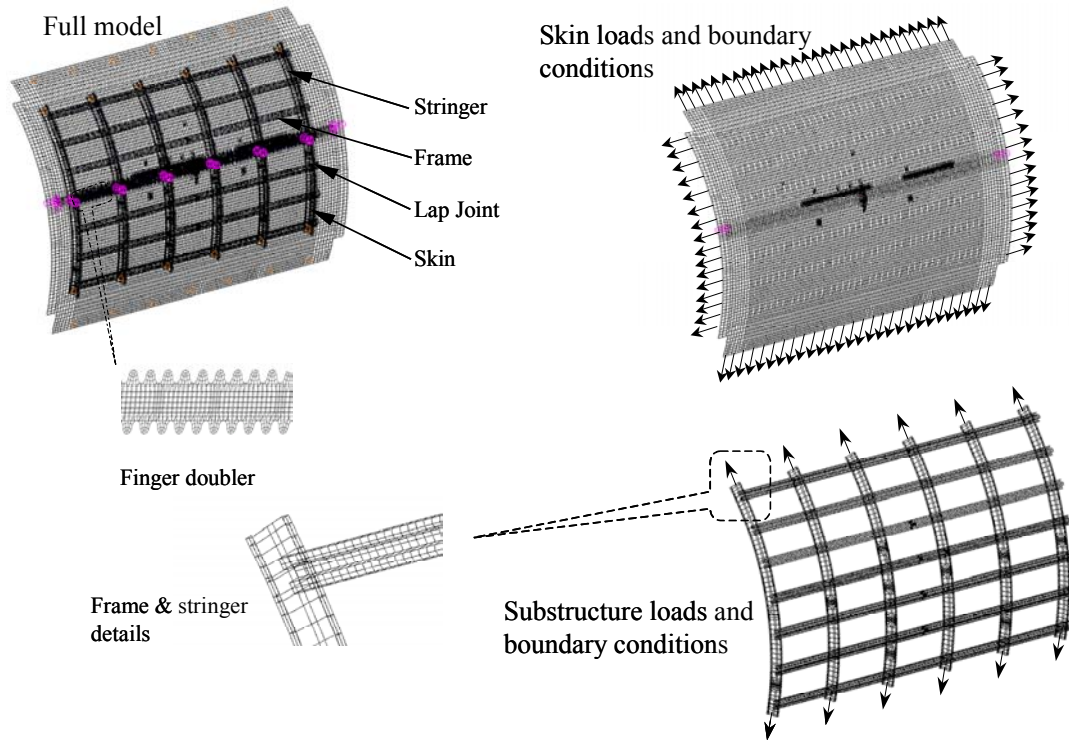 Full model
Stringer
Frame
Lap Joint
Skin
Finger doubler
Frame & stringer
details
Skin loads and boundary
conditions
Substructure loads and
boundary conditions